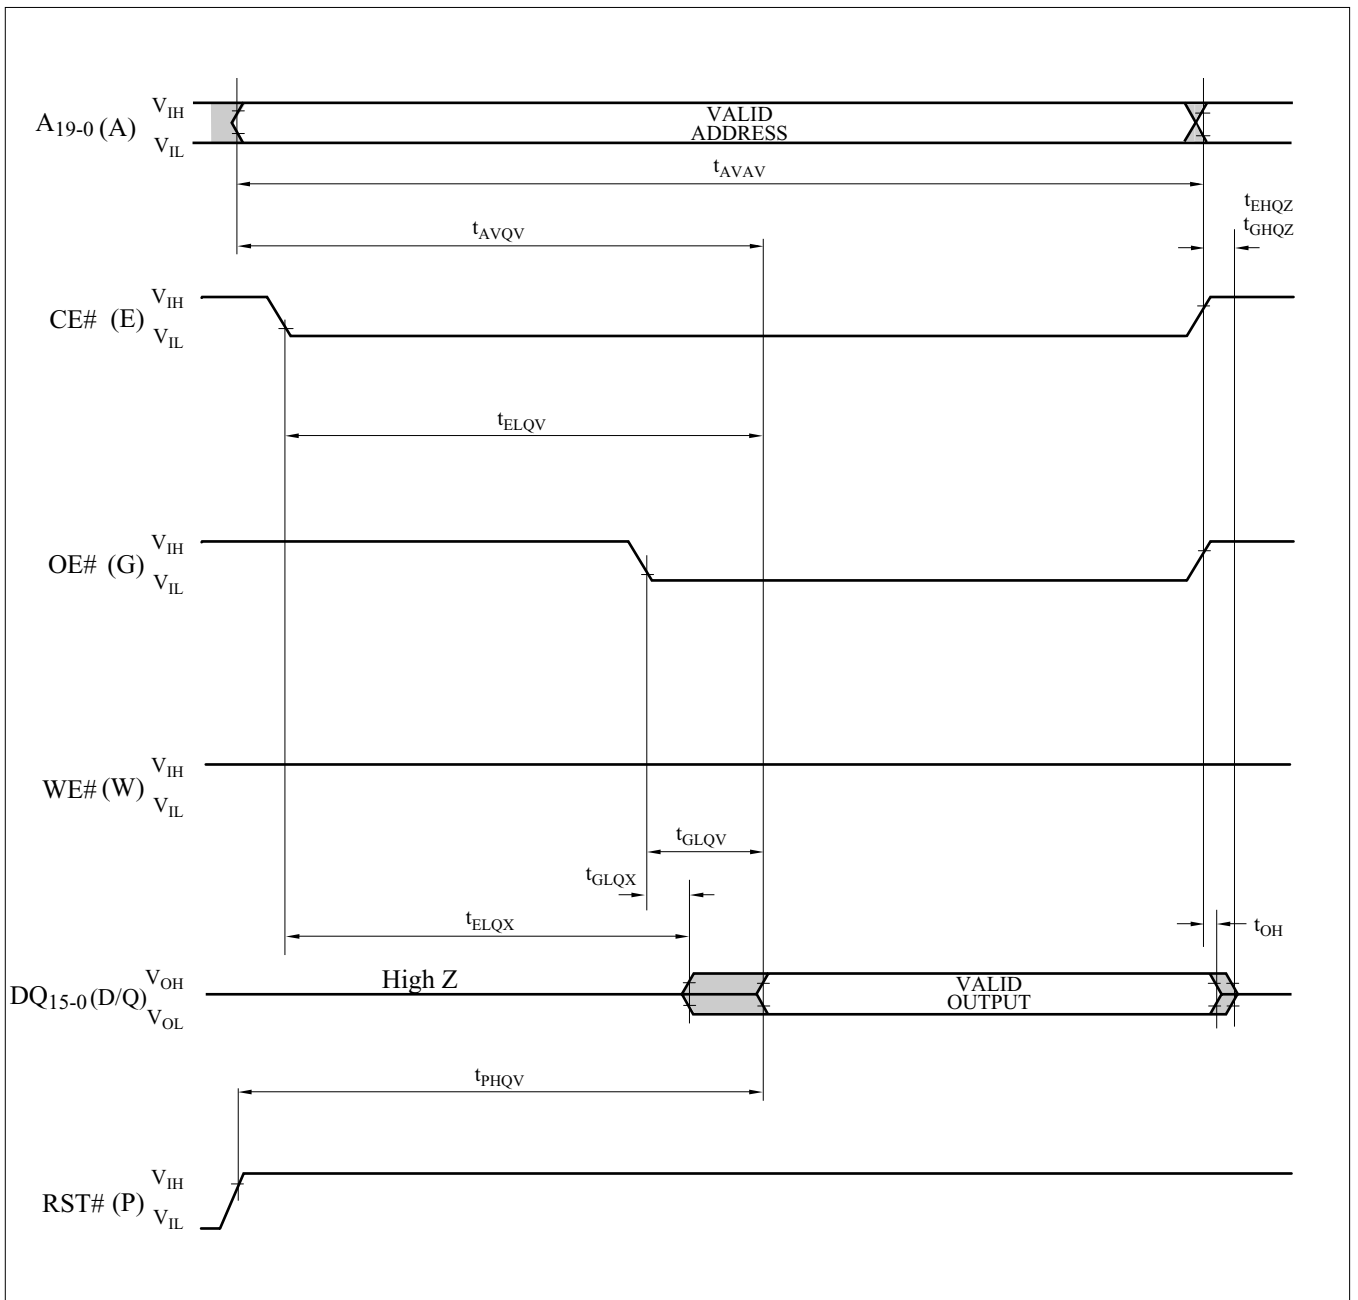 A19-0 (A)
VIH
VIL
VALID
ADDRESS
tAVAV
tEHQZ
tGHQZ
tAVQV
CE# (E)
VIH
VIL
tELQV
OE# (G)
VIH
VIL
WE# (W)
VIH
VIL
tGLQV
tGLQX
tELQX
tOH
DQ15-0 (D/Q)
VOH
VOL
High Z
VALID
OUTPUT
tPHQV
RST# (P)
VIH
VIL